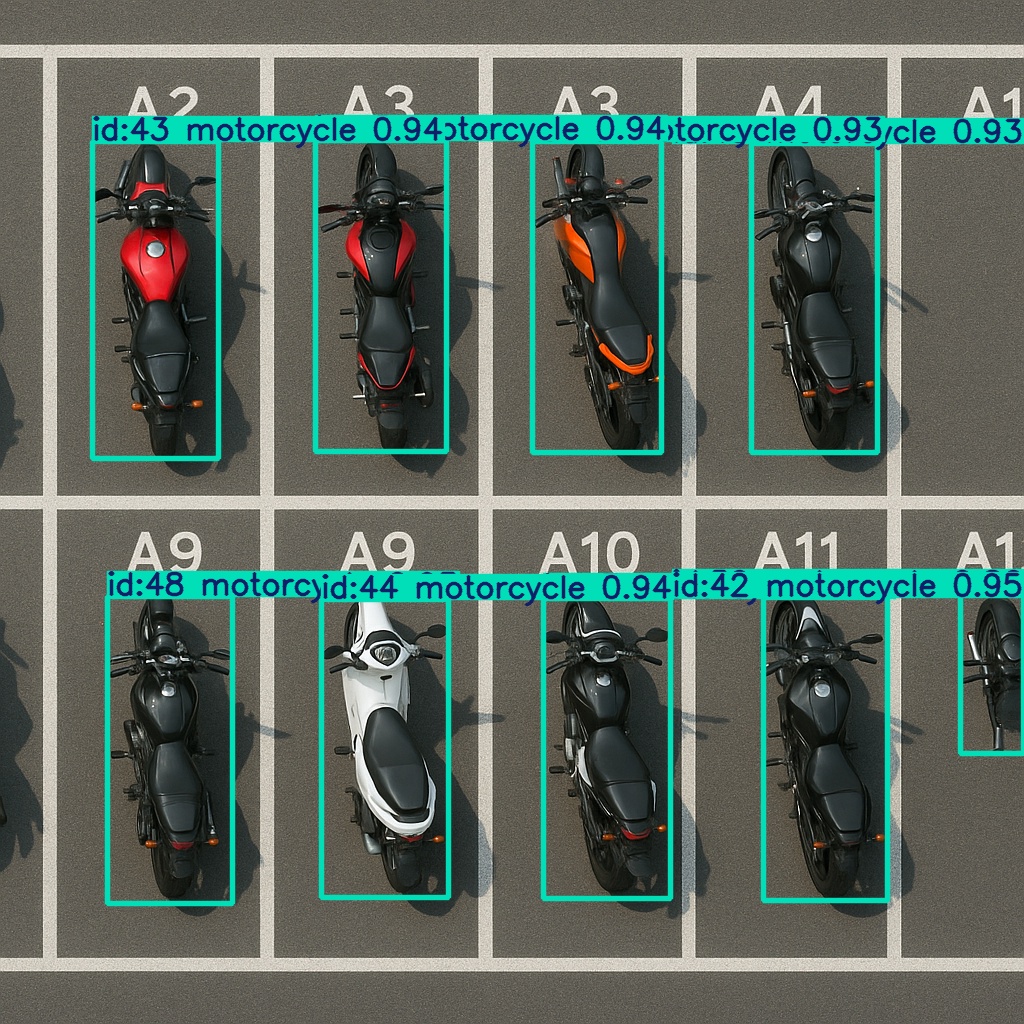 A2 A3 A3 A4 A1
id:43 motorcycle 0.94 otorcycle 0.94 torcycle 0.93 ycle 0.93
A9 A9 A10 A11 A1
id:48 motorcy id:44 motorcycle 0.94 id:42 motorcycle 0.95